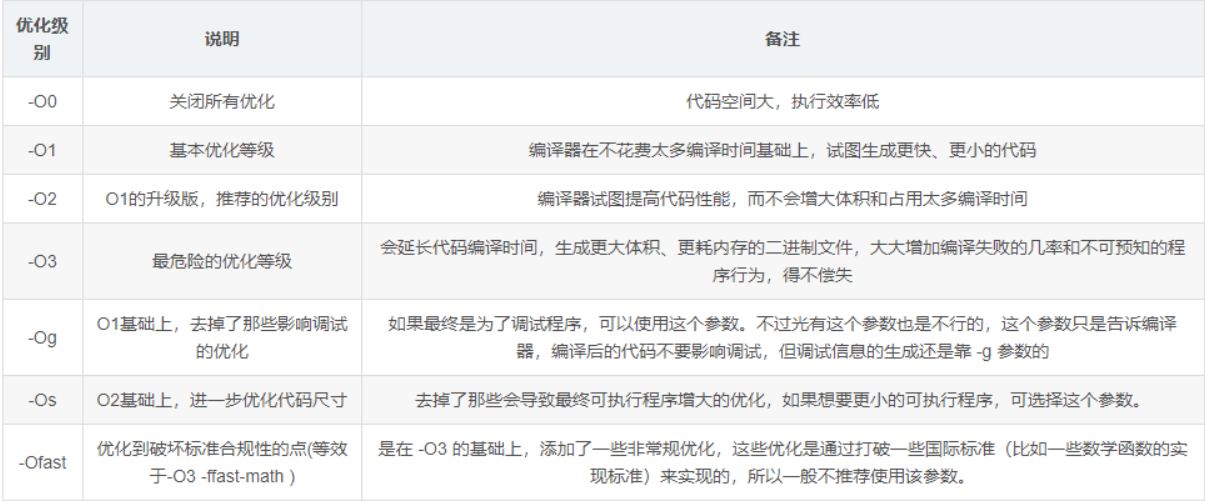 优化级
别
说明
备注
-O0
关闭所有优化
代码空间大，执行效率低
-O1
基本优化等级
编译器在不花费太多编译时间基础上，试图生成更快、更小的代码
-O2
O1的升级版，推荐的优化级别
编译器试图提高代码性能，而不会增大体积和占用太多编译时间
-O3
最危险的优化等级
会延长代码编译时间，生成更大体积、更耗内存的二进制文件，大大增加编译失败的几率和不可预知的程
序行为，得不偿失
-Og
O1基础上，去掉了那些影响调试
的优化
如果最终是为了调试程序，可以使用这个参数。不过光有这个参数也是不行的，这个参数只是告诉编译
器，编译后的代码不要影响调试，但调试信息的生成还是靠 -g 参数的
-Os
O2基础上，进一步优化代码尺寸
去掉了那些会导致最终可执行程序增大的优化，如果想要更小的可执行程序，可选择这个参数。
-Ofast
优化到破坏标准合规性的点(等效
于-O3 -ffast-math )
是在 -O3 的基础上，添加了一些非常规优化，这些优化是通过打破一些国际标准（比如一些数学函数的实
现标准）来实现的，所以一般不推荐使用该参数。